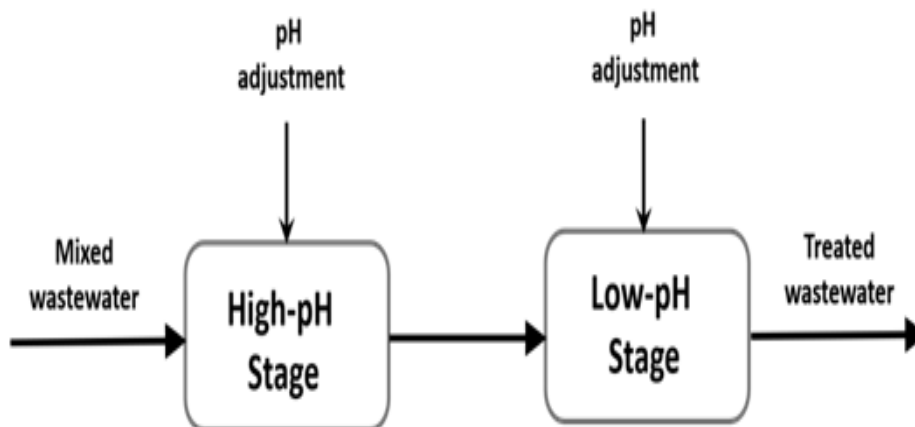 pH
adjustment
pH
adjustment
Mixed
wastewater
High-pH
Stage
Low-pH
Stage
Treated
wastewater